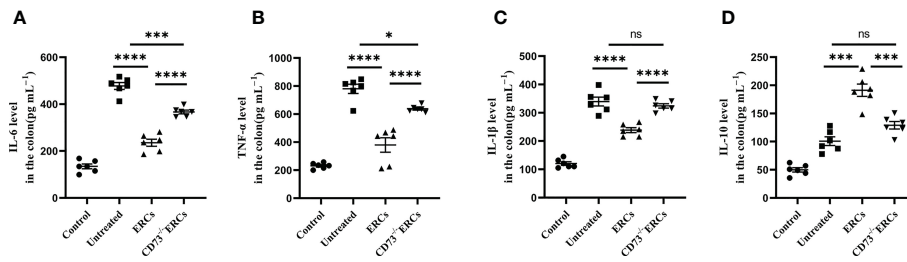 A
IL-6 level
in the colon(pg mL⁻¹)
600
400
200
0
***
****
****
Control
Untreated
ERCs
CD73⁻/⁻ERCs
B
TNF-α level
in the colon(pg mL⁻¹)
1000
800
600
400
200
0
*
****
****
Control
Untreated
ERCs
CD73⁻/⁻ERCs
C
IL-1β level
in the colon(pg mL⁻¹)
500
400
300
200
100
0
ns
****
****
Control
Untreated
ERCs
CD73⁻/⁻ERCs
D
IL-10 level
in the colon(pg mL⁻¹)
250
200
150
100
50
0
ns
***
***
Control
Untreated
ERCs
CD73⁻/⁻ERCs